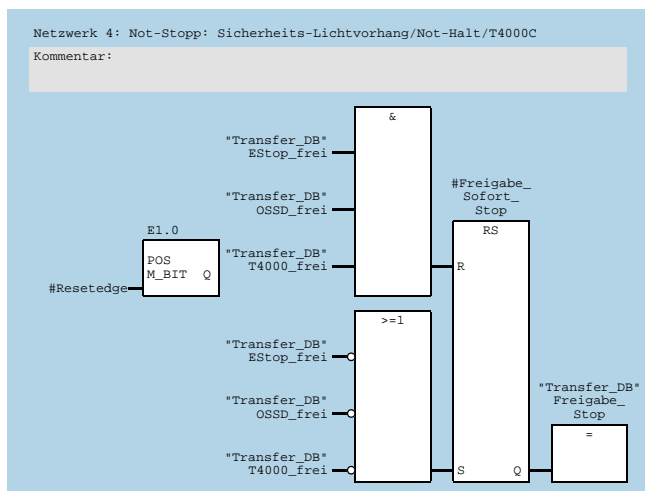 Netzwerk 4: Not-Stopp: Sicherheits-Lichtvorhang/Not-Halt/T4000C
Kommentar:
&
"Transfer_DB"
EStop_frei
"Transfer_DB"
OSSD_frei
#Freigabe_
Sofort_
Stop
E1.0
RS
POS
M_BIT Q
#Resetedge
"Transfer_DB"
T4000_frei
R
>=1
"Transfer_DB"
EStop_frei
"Transfer_DB"
OSSD_frei
"Transfer_DB"
Freigabe_
Stop
=
"Transfer_DB"
T4000_frei
S Q